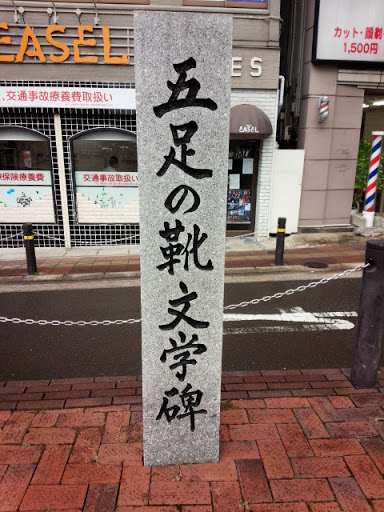 EASEL
カット・顔剃
1,500円
E S
,交通事故療養費取扱い
EASEL
保険療養費
交通事故取扱い
五足の靴文学碑